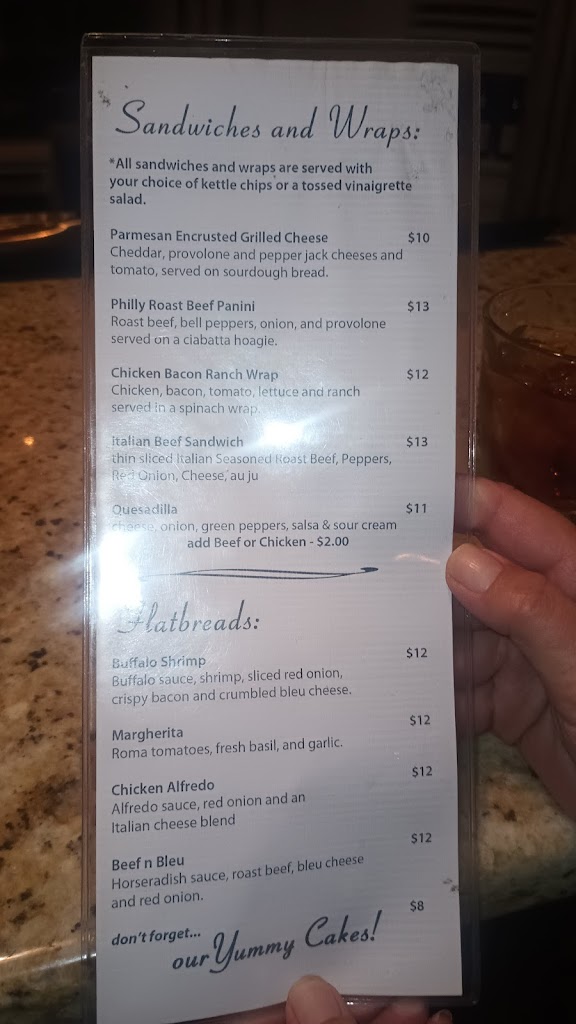 Sandwiches and Wraps:
*All sandwiches and wraps are served with
your choice of kettle chips or a tossed vinaigrette
salad.
Parmesan Encrusted Grilled Cheese $10
Cheddar, provolone and pepper jack cheeses and
tomato, served on sourdough bread.
Philly Roast Beef Panini $13
Roast beef, bell peppers, onion, and provolone
served on a ciabatta hoagie.
Chicken Bacon Ranch Wrap $12
Chicken, bacon, tomato, lettuce and ranch
served in a spinach wrap.
Italian Beef Sandwich $13
thin sliced Italian Seasoned Roast Beef, Peppers,
Red Onion, Cheese, au ju
Quesadilla $11
cheese, onion, green peppers, salsa & sour cream
add Beef or Chicken - $2.00
Flatbreads:
Buffalo Shrimp $12
Buffalo sauce, shrimp, sliced red onion,
crispy bacon and crumbled bleu cheese.
Margherita $12
Roma tomatoes, fresh basil, and garlic.
Chicken Alfredo $12
Alfredo sauce, red onion and an
Italian cheese blend
Beef n Bleu $12
Horseradish sauce, roast beef, bleu cheese
and red onion.
don't forget... $8
our Yummy Cakes!